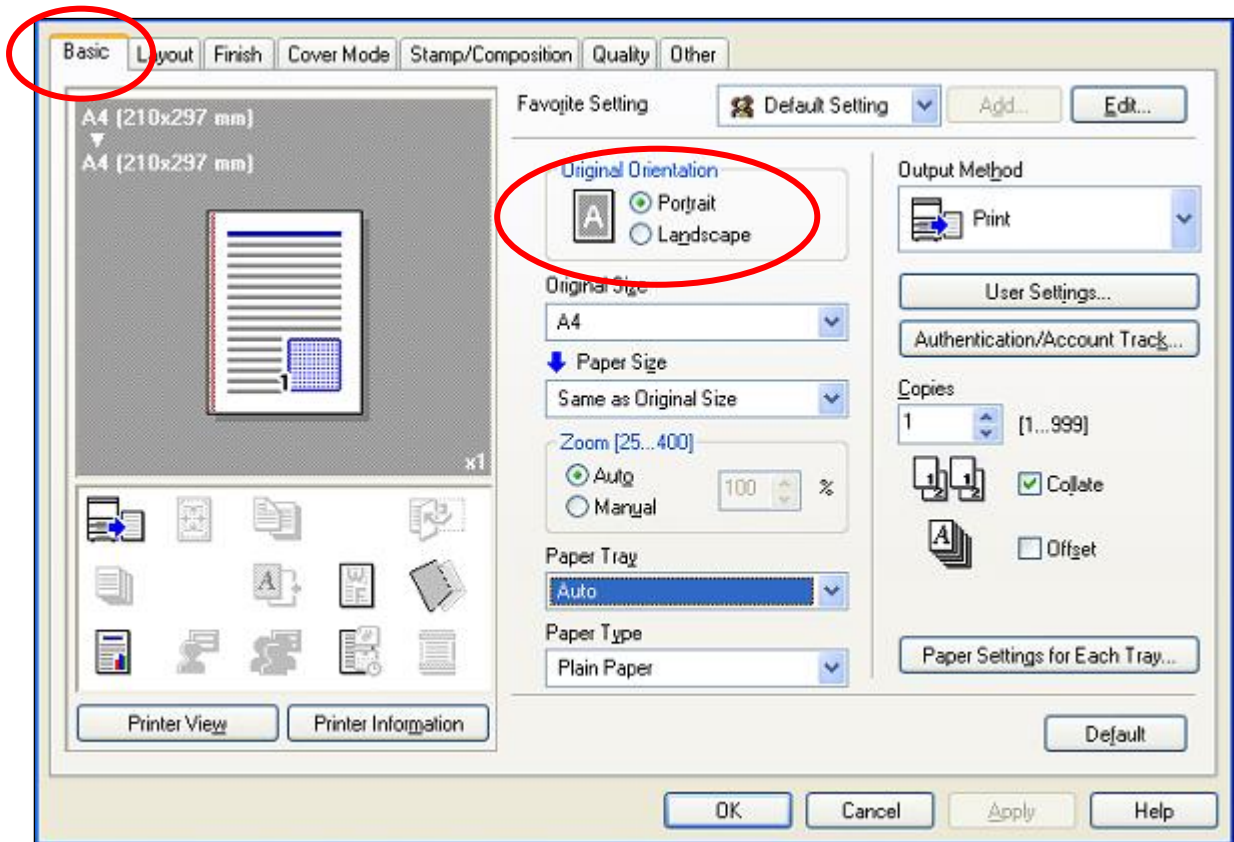 Basic Layout Finish Cover Mode Stamp/Composition Quality Other
A4 (210x297 mm)
A4 (210x297 mm)
1
x1
Printer View Printer Information
Favorite Setting Default Setting Add... Edit...
Original Orientation
A Portrait
Landscape
Original Size
A4
Paper Size
Same as Original Size
Zoom [25...400]
Auto
100 %
Manual
Paper Tray
Auto
Paper Type
Plain Paper
Output Method
Print
User Settings...
Authentication/Account Track...
Copies
1 [1...999]
Collate
Offset
Paper Settings for Each Tray...
Default
OK Cancel Apply Help